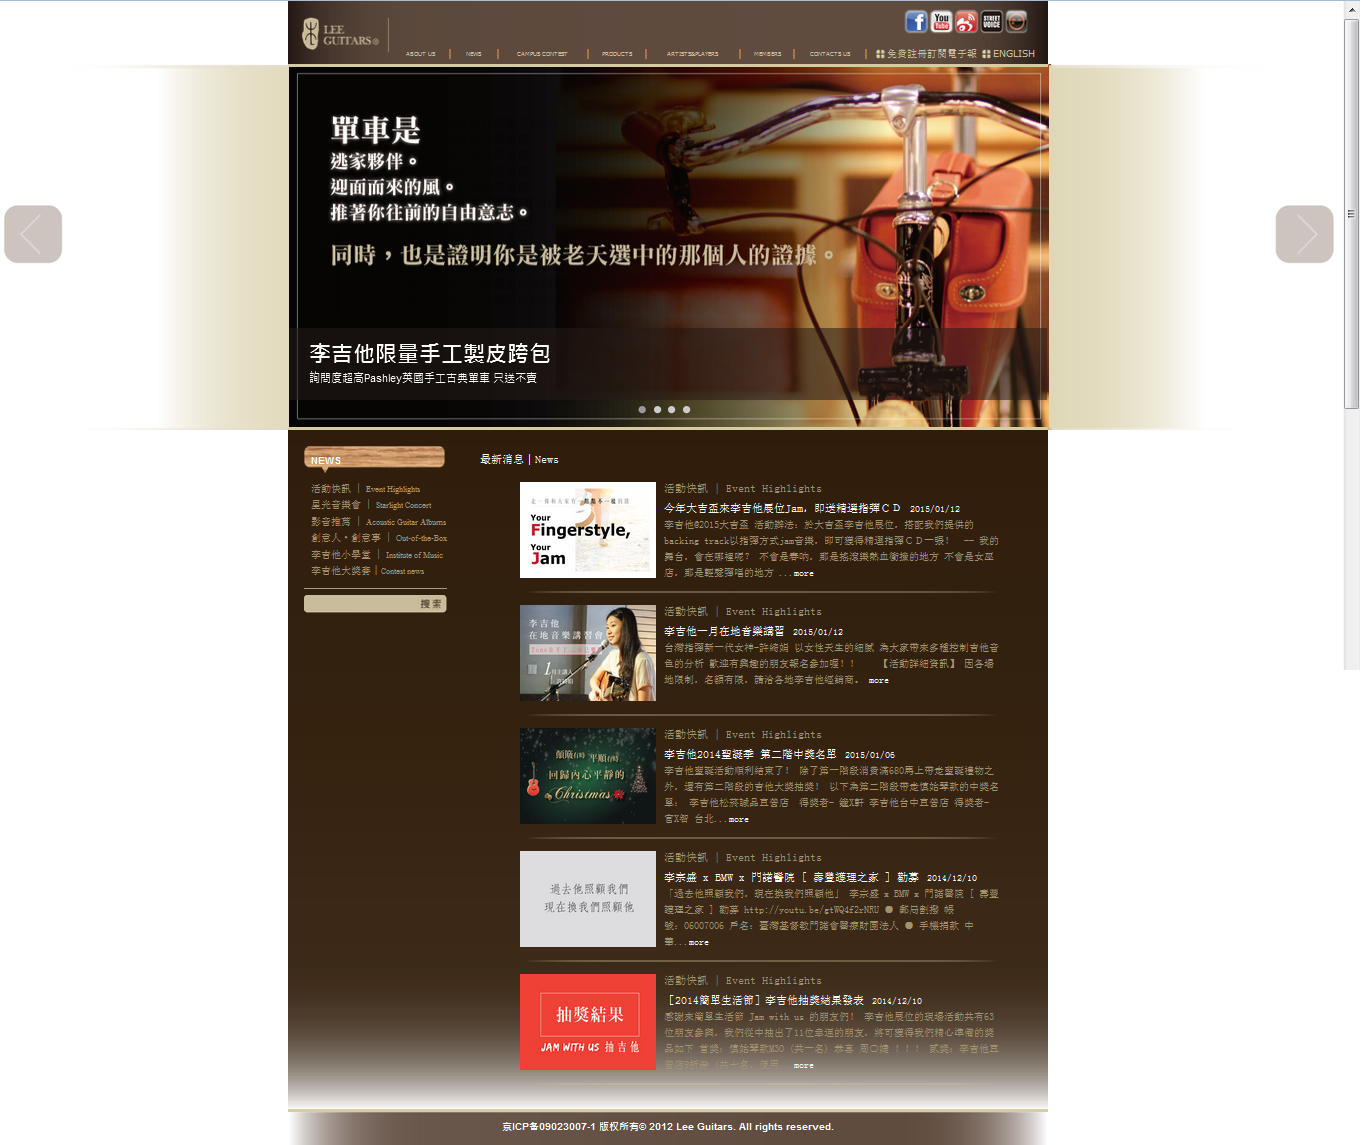 LEE
GUITARS®
ABOUT US
NEWS
CAMPUS CONTEST
PRODUCTS
ARTISTS&PLAYERS
MEMBERS
CONTACTS US
免費註冊訂閱電子報
ENGLISH
You Tube
STREET VOICE
單車是
逃家夥伴。
迎面而來的風。
推著你往前的自由意志。
同時，也是證明你是被老天選中的那個人的證據。
李吉他限量手工製皮跨包
詢問度超高Pashley英國手工古典單車 只送不賣
NEWS
活動快訊 | Event Highlights
星光音樂會 | Starlight Concert
影音推薦 | Acoustic Guitar Albums
創意人・創意事 | Out-of-the-Box
李吉他小學堂 | Institute of Music
李吉他大獎賽 | Contest news
搜索
最新消息 | News
Your
Fingerstyle,
Your
Jam
活動快訊 | Event Highlights
今年大吉盃來李吉他展位Jam, 即送精選指彈ＣＤ 2015/01/12
李吉他@2015大吉盃 活動辦法：於大吉盃李吉他展位，搭配我們提供的
backing track以指彈方式jam音樂，即可獲得精選指彈ＣＤ一張！ -- 我的
舞台，會在哪裡呢？ 不會是春吶，那是搖滾樂熱血衝撞的地方 不會是女巫
店，那是輕鬆彈唱的地方 ...more
李吉他
在地音樂講習會
1
活動快訊 | Event Highlights
李吉他一月在地音樂講習 2015/01/12
台灣指彈新一代女神-許綺娟 以女性天生的細膩 為大家帶來多種控制吉他音
色的分析 歡迎有興趣的朋友報名參加喔！！ 【活動詳細資訊】 因各場
地限制，名額有限，請洽各地李吉他經銷商。 more
顛簸有時 平順有時
回歸內心平靜的
Christmas
活動快訊 | Event Highlights
李吉他2014聖誕季 第二階中獎名單 2015/01/06
李吉他聖誕活動順利結束了！ 除了第一階段消費滿680馬上帶走聖誕禮物之
外，還有第二階段的吉他大獎抽獎！ 以下為第二階段帶走慎始琴款的中獎名
單： 李吉他松菸誠品直營店 得獎者- 鐘X軒 李吉他台中直營店 得獎者-
官X智 台北...more
過去他照顧我們
現在換我們照顧他
活動快訊 | Event Highlights
李宗盛 x BMW x 門諾醫院 [ 壽豐護理之家 ] 勸募 2014/12/10
「過去他照顧我們，現在換我們照顧他」 李宗盛 x BMW x 門諾醫院 [ 壽豐
護理之家 ] 勸募 http://youtu.be/gtWQ4f2rNRU ● 郵局劃撥 帳
號：06007006 戶名：臺灣基督教門諾會醫療財團法人 ● 手機捐款 中
華...more
抽獎結果
JAM WITH US 抽吉他
活動快訊 | Event Highlights
[2014簡單生活節] 李吉他抽獎結果發表 2014/12/10
感謝來簡單生活節 Jam with us 的朋友們！ 李吉他展位的現場活動共有63
位朋友參與，我們從中抽出了11位幸運的朋友，將可獲得我們精心準備的獎
品如下 首獎：慎始琴款M30 (共一名) 恭喜 周〇婕 ！！！ 貳獎：李吉他直
more
京ICP备09023007-1 版权所有© 2012 Lee Guitars. All rights reserved.